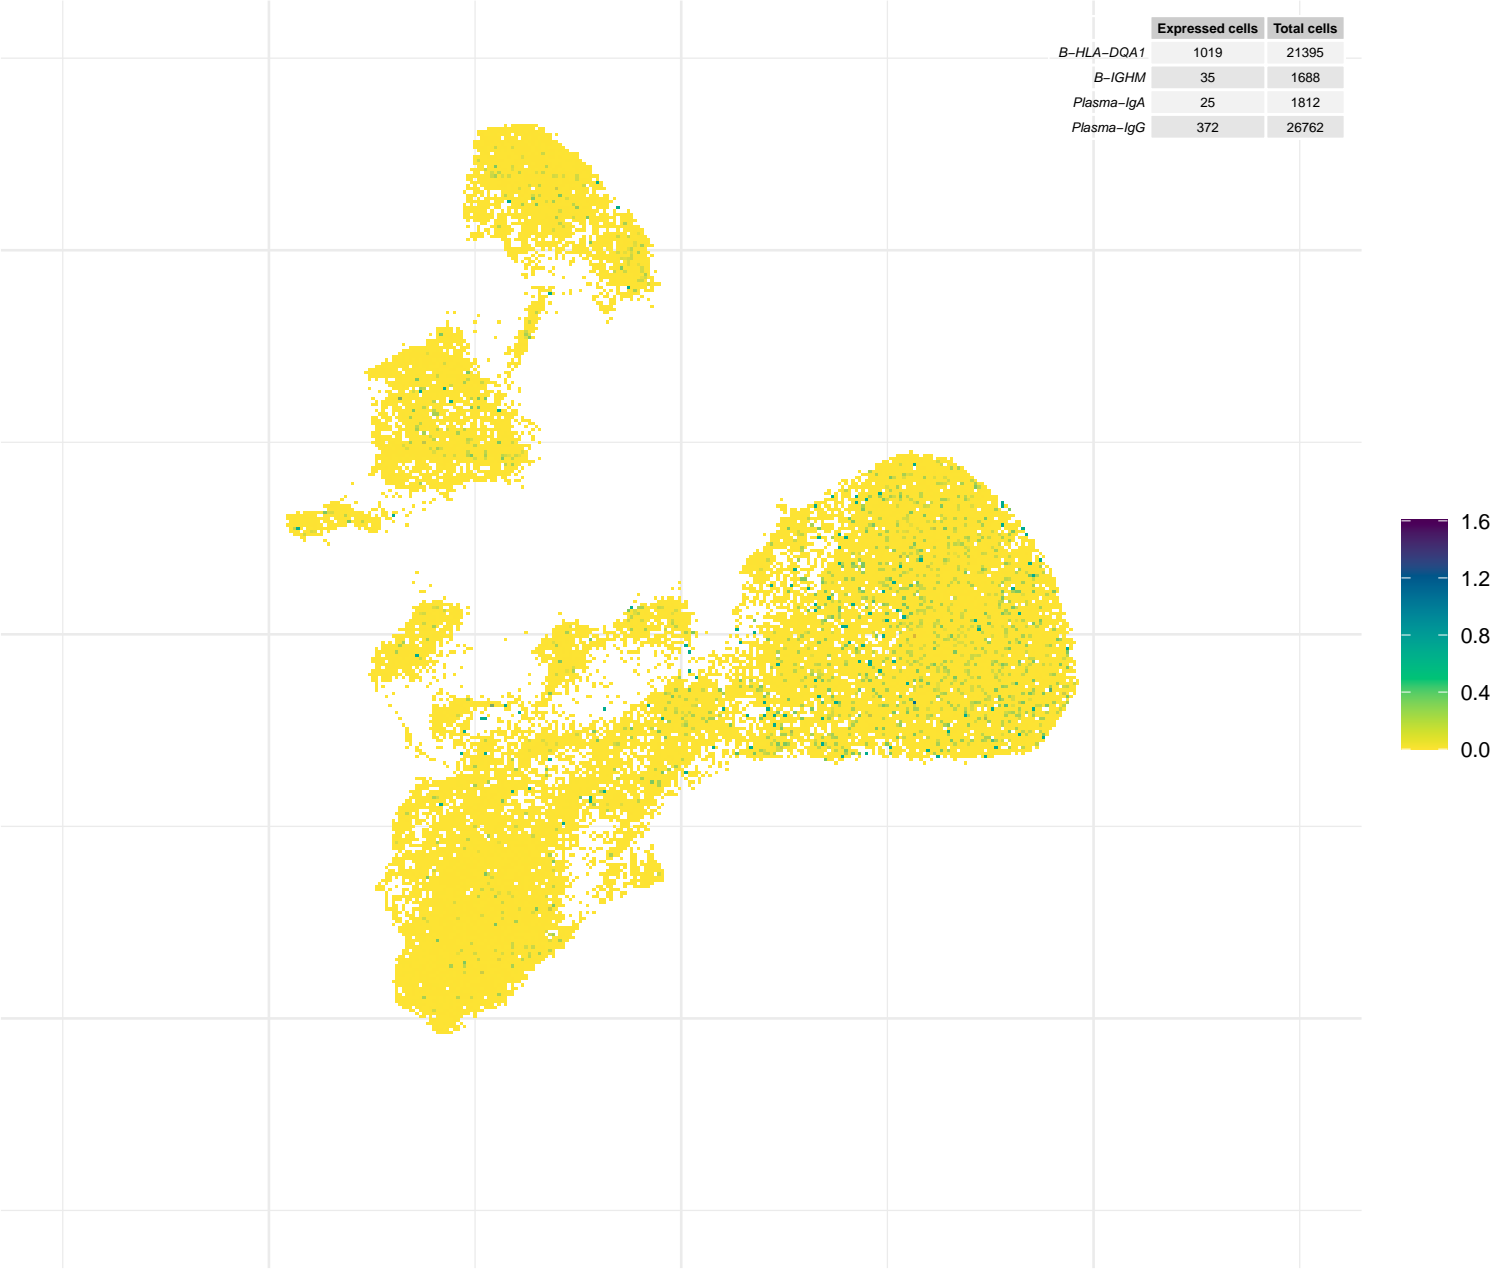 Expressed cells Total cells
B−HLA−DQA1 1019 21395
B−IGHM 35 1688
Plasma−IgA 25 1812
Plasma−IgG 372 26762
1.6
1.2
0.8
0.4
0.0